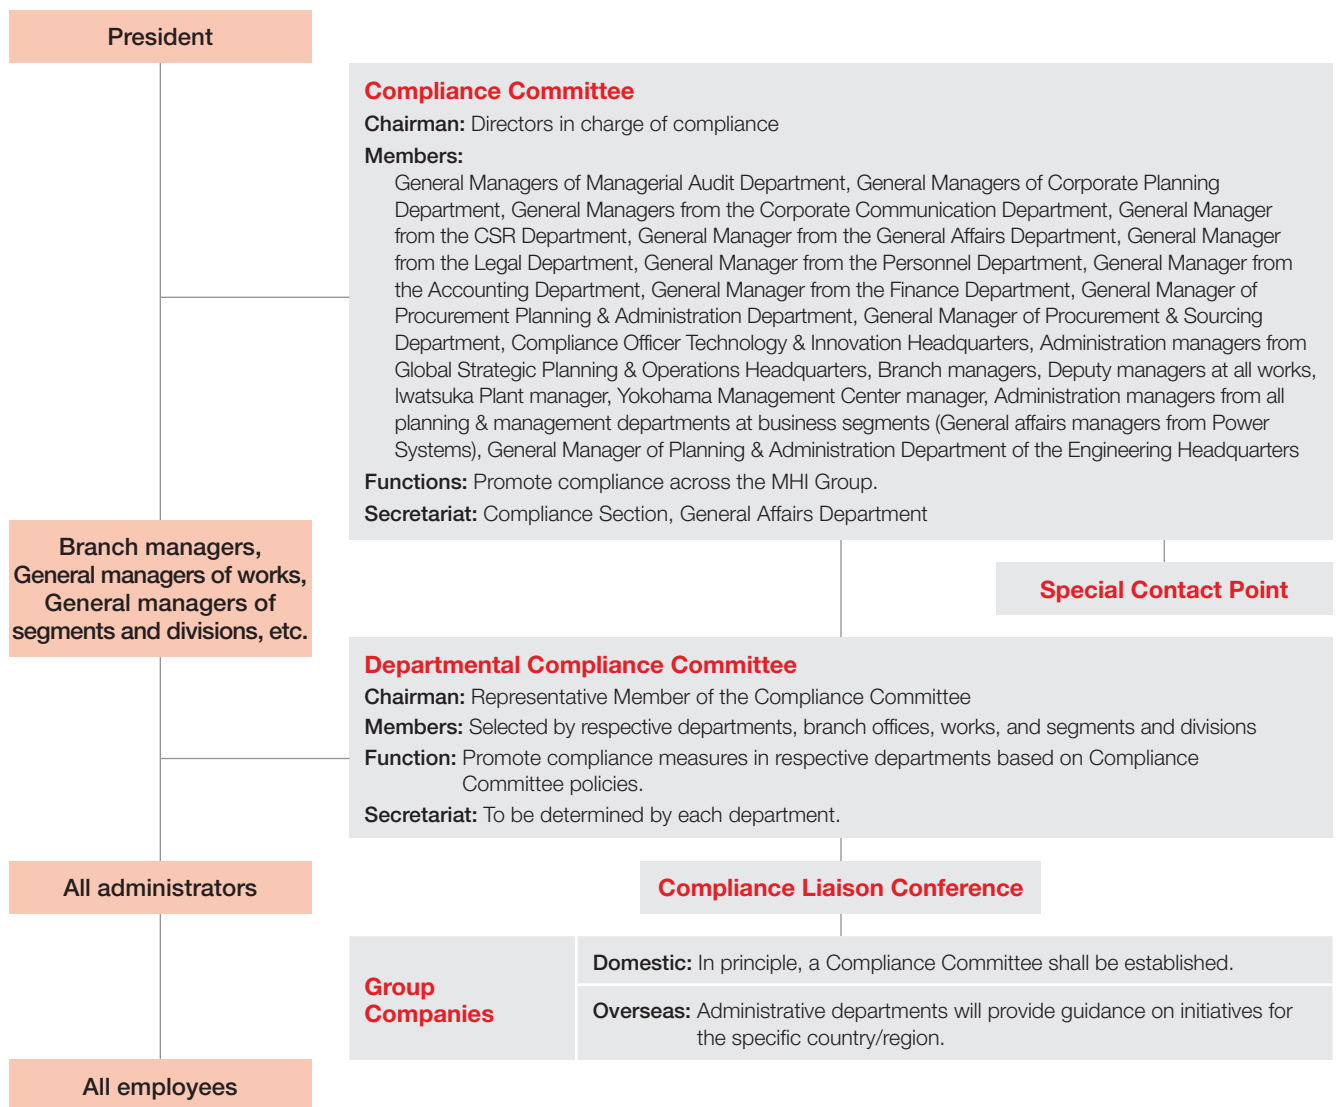 President
Compliance Committee
Chairman: Directors in charge of compliance
Members:
General Managers of Managerial Audit Department, General Managers of Corporate Planning
Department, General Managers from the Corporate Communication Department, General Manager
from the CSR Department, General Manager from the General Affairs Department, General Manager
from the Legal Department, General Manager from the Personnel Department, General Manager from
the Accounting Department, General Manager from the Finance Department, General Manager of
Procurement Planning & Administration Department, General Manager of Procurement & Sourcing
Department, Compliance Officer Technology & Innovation Headquarters, Administration managers from
Global Strategic Planning & Operations Headquarters, Branch managers, Deputy managers at all works,
Iwatsuka Plant manager, Yokohama Management Center manager, Administration managers from all
planning & management departments at business segments (General affairs managers from Power
Systems), General Manager of Planning & Administration Department of the Engineering Headquarters
Functions: Promote compliance across the MHI Group.
Secretariat: Compliance Section, General Affairs Department
Branch managers,
General managers of works,
General managers of
segments and divisions, etc.
Special Contact Point
Departmental Compliance Committee
Chairman: Representative Member of the Compliance Committee
Members: Selected by respective departments, branch offices, works, and segments and divisions
Function: Promote compliance measures in respective departments based on Compliance
Committee policies.
Secretariat: To be determined by each department.
All administrators
Compliance Liaison Conference
Group
Companies
Domestic: In principle, a Compliance Committee shall be established.
Overseas: Administrative departments will provide guidance on initiatives for
the specific country/region.
All employees